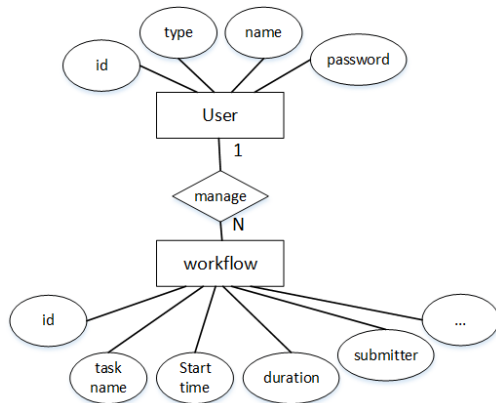 type
name
id
password
User
1
manage
N
workflow
id
...
submitter
task
name
Start
time
duration